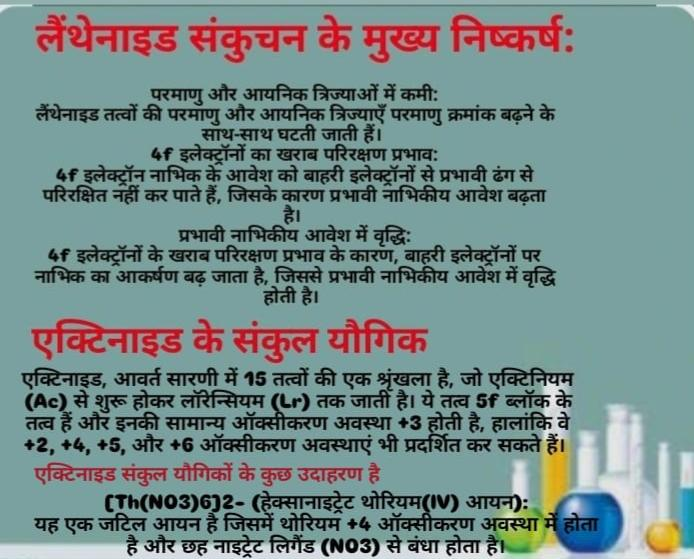 लैंथेनाइड संकुचन के मुख्य निष्कर्ष:
परमाणु और आयनिक त्रिज्याओं में कमी:
लैंथेनाइड तत्वों की परमाणु और आयनिक त्रिज्याएँ परमाणु क्रमांक बढ़ने के
साथ-साथ घटती जाती हैं।
4f इलेक्ट्रॉनों का खराब परिरक्षण प्रभाव:
4f इलेक्ट्रॉन नाभिक के आवेश को बाहरी इलेक्ट्रॉनों से प्रभावी ढंग से
परिरक्षित नहीं कर पाते हैं, जिसके कारण प्रभावी नाभिकीय आवेश बढ़ता
है।
प्रभावी नाभिकीय आवेश में वृद्धि:
4f इलेक्ट्रॉनों के खराब परिरक्षण प्रभाव के कारण, बाहरी इलेक्ट्रॉनों पर
नाभिक का आकर्षण बढ़ जाता है, जिससे प्रभावी नाभिकीय आवेश में वृद्धि
होती है।
एक्टिनाइड के संकुल यौगिक
एक्टिनाइड, आवर्त सारणी में 15 तत्वों की एक श्रृंखला है, जो एक्टिनियम
(Ac) से शुरू होकर लॉरेन्सियम (Lr) तक जाती है। ये तत्व 5f ब्लॉक के
तत्व हैं और इनकी सामान्य ऑक्सीकरण अवस्था +3 होती है, हालांकि वे
+2, +4, +5, और +6 ऑक्सीकरण अवस्थाएं भी प्रदर्शित कर सकते हैं।
एक्टिनाइड संकुल यौगिकों के कुछ उदाहरण है
[Th(NO3)6]2- (हेक्सानाइट्रेट थोरियम(IV) आयन):
यह एक जटिल आयन है जिसमें थोरियम +4 ऑक्सीकरण अवस्था में होता
है और छह नाइट्रेट लिगैंड (NO3) से बंधा होता है।